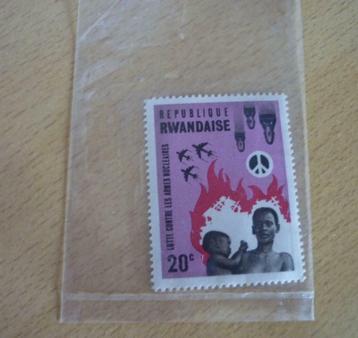 REPUBLIQUE
RWANDAISE
LUTTE CONTRE LES ARMES NUCLEAIRES
20c